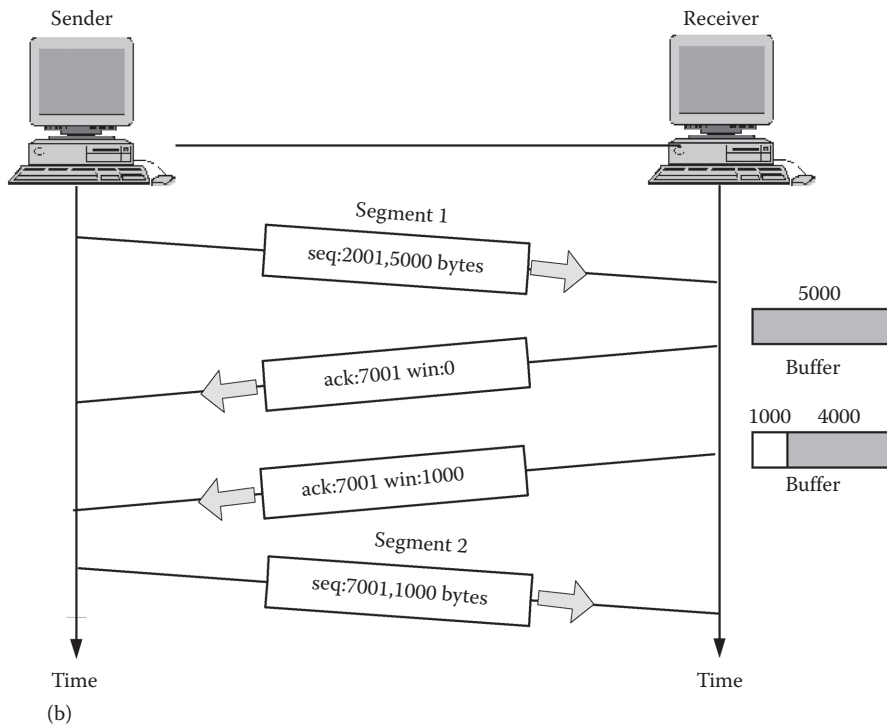 Sender
Receiver
Segment 1
seq:2001,5000 bytes
5000
Buffer
ack:7001 win:0
1000 4000
Buffer
ack:7001 win:1000
Segment 2
seq:7001,1000 bytes
Time
Time
(b)